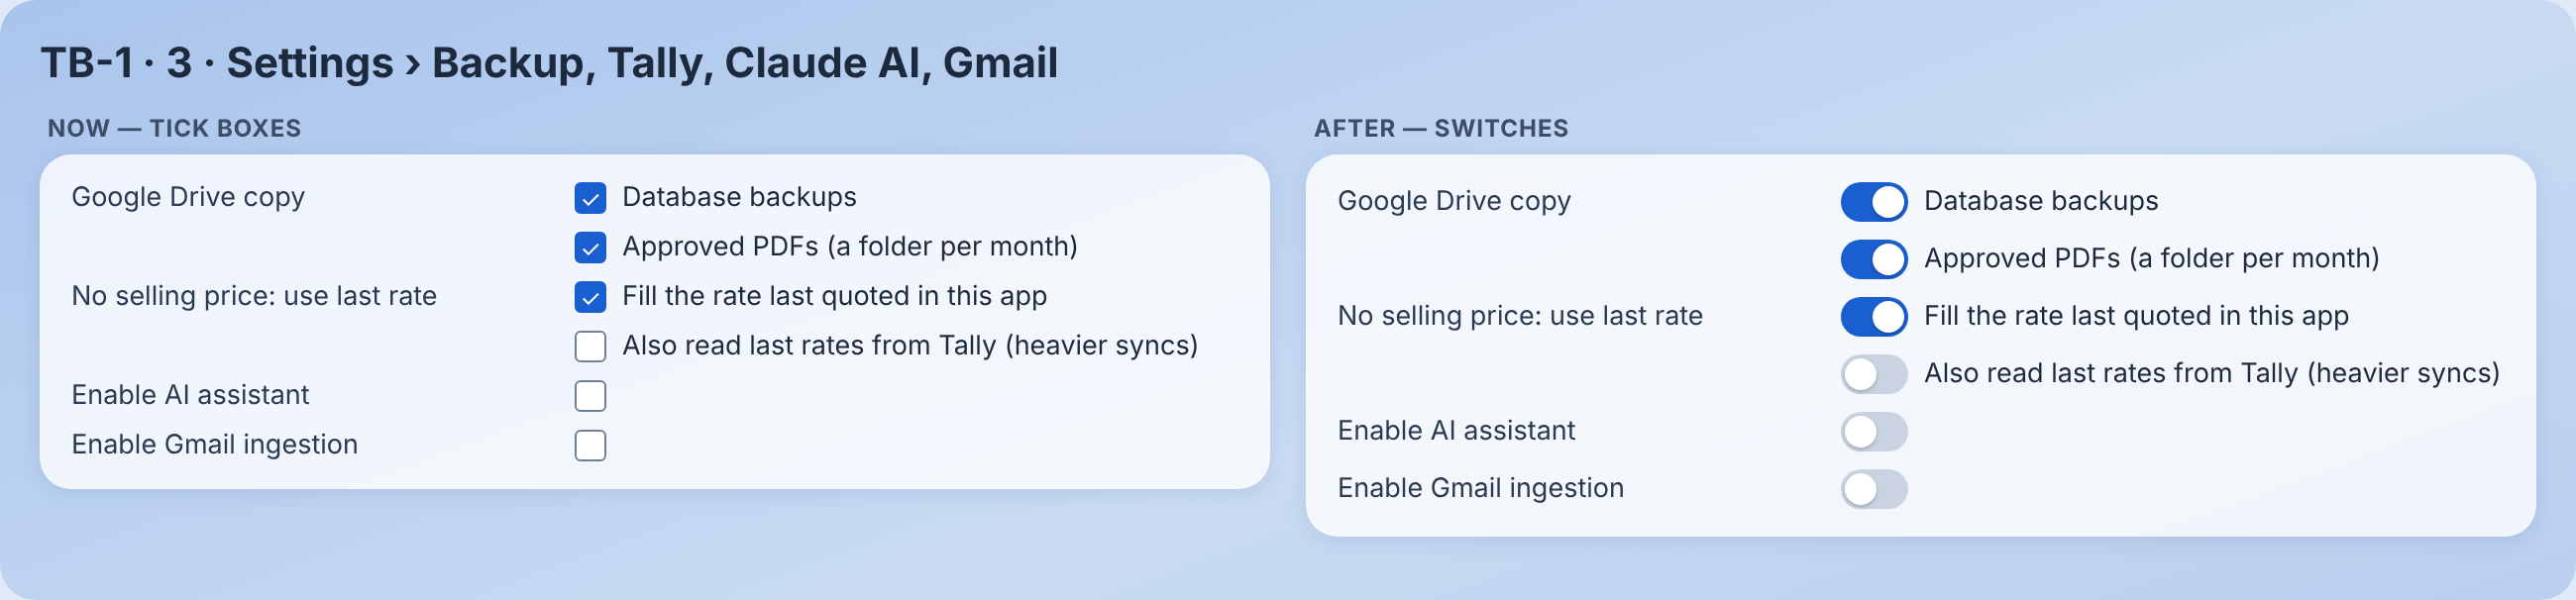 TB-1 · 3 · Settings › Backup, Tally, Claude AI, Gmail
NOW — TICK BOXES
Google Drive copy
Database backups
Approved PDFs (a folder per month)
No selling price: use last rate
Fill the rate last quoted in this app
Also read last rates from Tally (heavier syncs)
Enable AI assistant
Enable Gmail ingestion
AFTER — SWITCHES
Google Drive copy
Database backups
Approved PDFs (a folder per month)
No selling price: use last rate
Fill the rate last quoted in this app
Also read last rates from Tally (heavier syncs)
Enable AI assistant
Enable Gmail ingestion